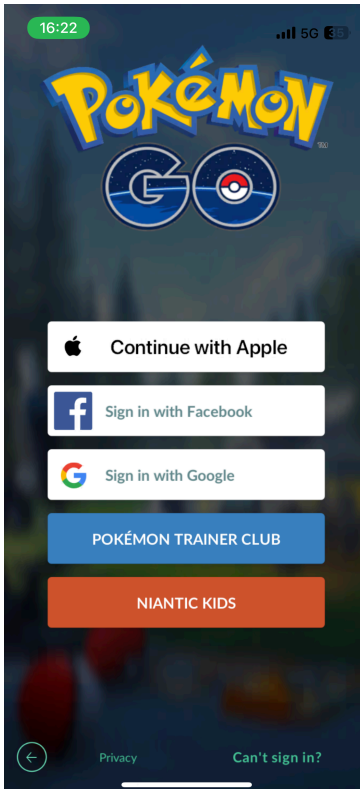 16:22
5G 35
POKÉMON
TM
GO
Continue with Apple
Sign in with Facebook
Sign in with Google
POKÉMON TRAINER CLUB
NIANTIC KIDS
Privacy
Can't sign in?